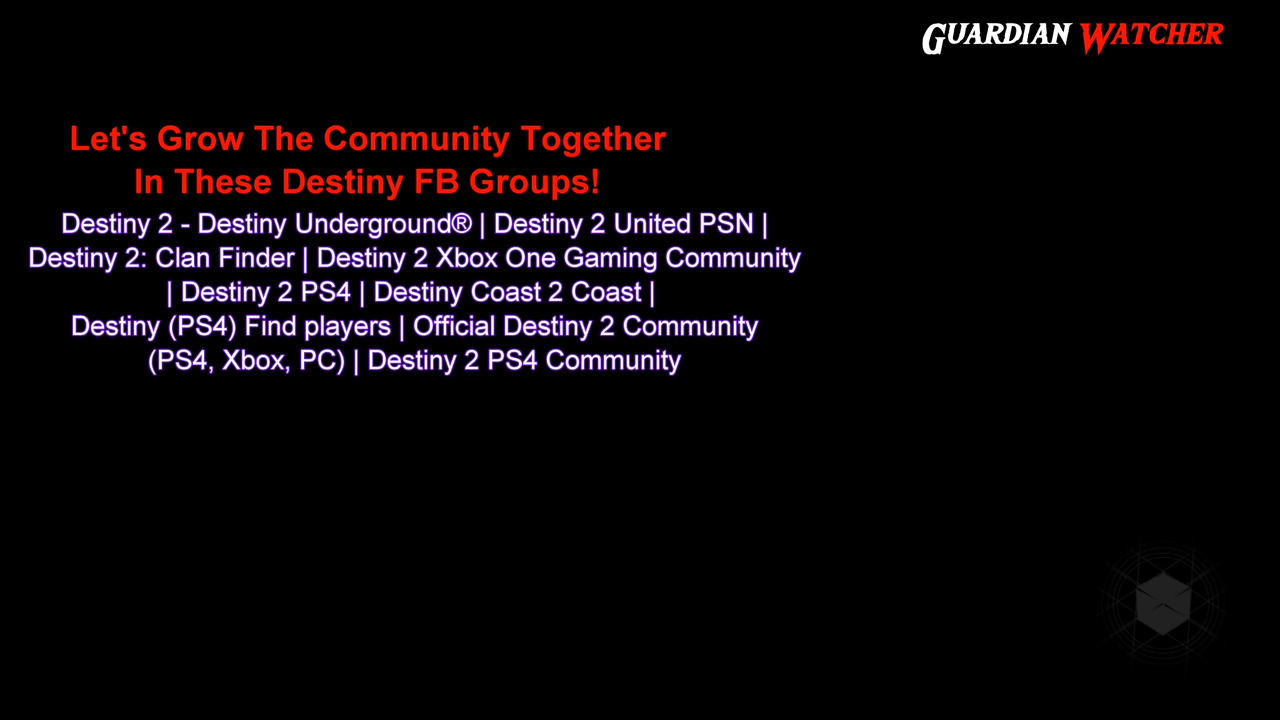 Guardian Watcher
Let's Grow The Community Together
In These Destiny FB Groups!
Destiny 2 - Destiny Underground® | Destiny 2 United PSN |
Destiny 2: Clan Finder | Destiny 2 Xbox One Gaming Community
| Destiny 2 PS4 | Destiny Coast 2 Coast |
Destiny (PS4) Find players | Official Destiny 2 Community
(PS4, Xbox, PC) | Destiny 2 PS4 Community